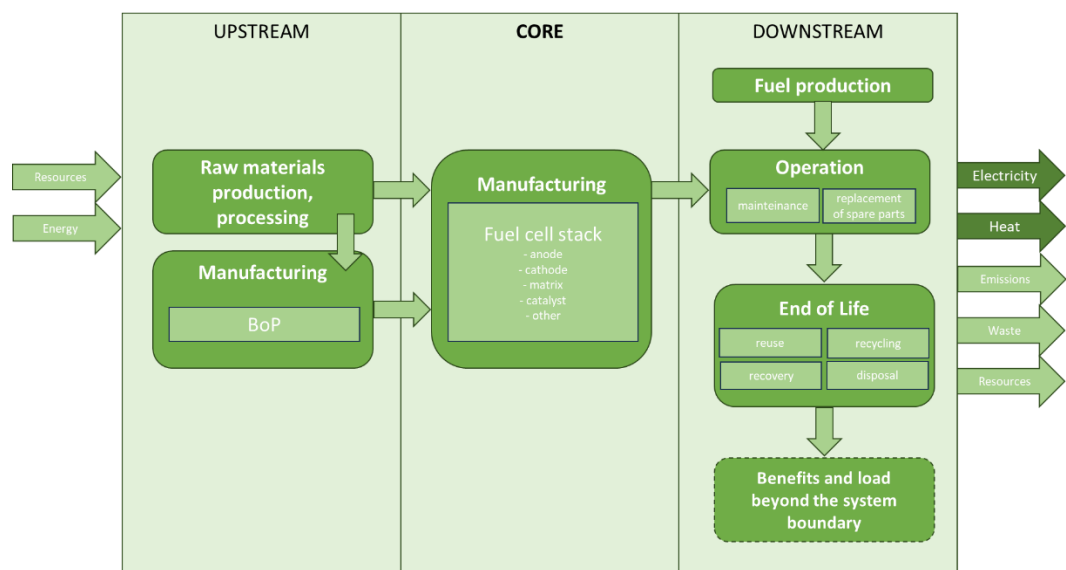 UPSTREAM
CORE
DOWNSTREAM
Resources
Energy
Raw materials
production,
processing
Manufacturing
BoP
Manufacturing
Fuel cell stack
- anode
- cathode
- matrix
- catalyst
- other
Fuel production
Operation
mainteinance
replacement
of spare parts
End of Life
reuse
recycling
recovery
disposal
Benefits and load
beyond the system
boundary
Electricity
Heat
Emissions
Waste
Resources